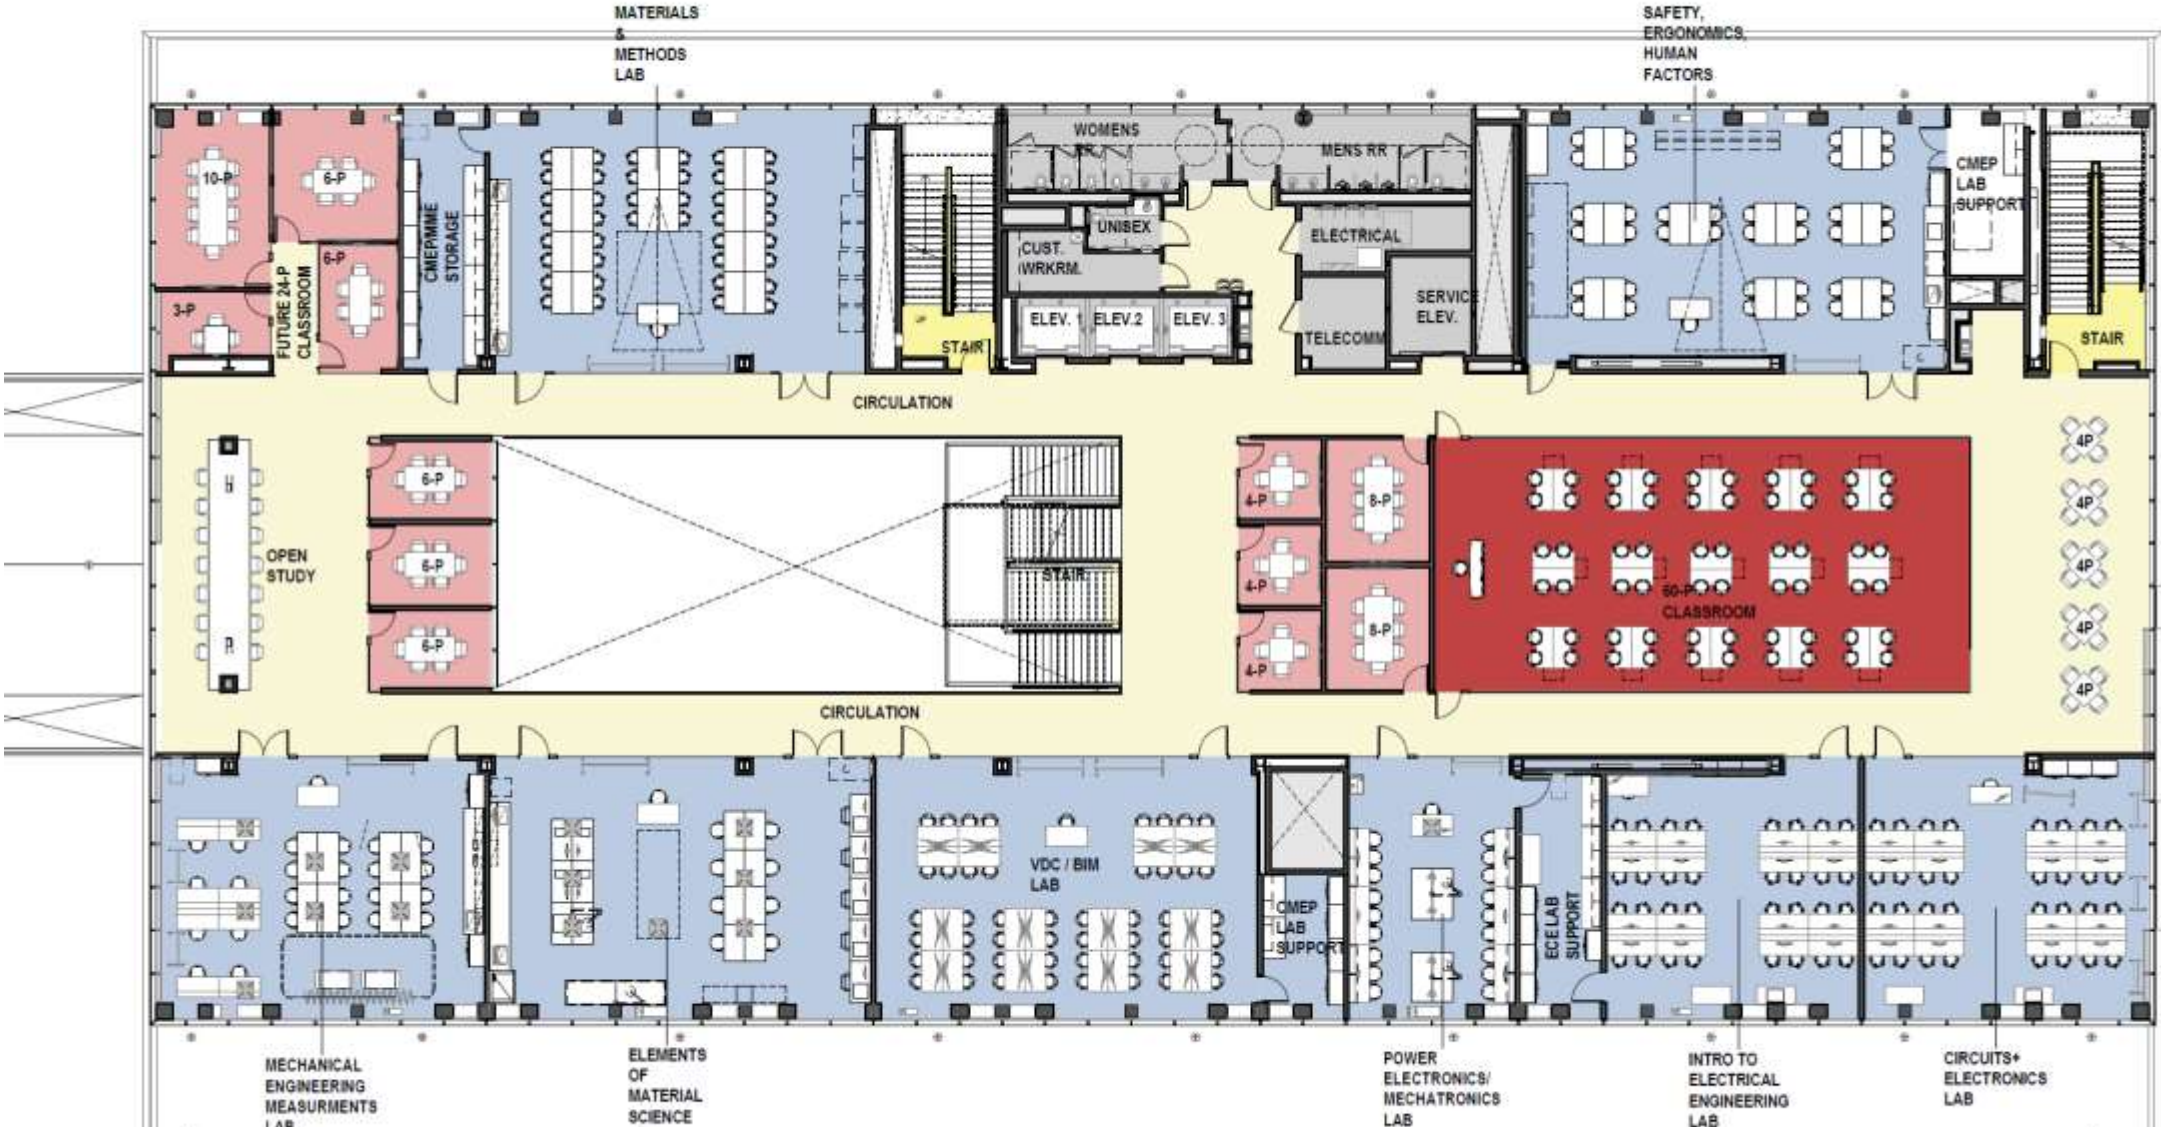 MATERIALS
&
METHODS
LAB
SAFETY,
ERGONOMICS,
HUMAN
FACTORS
10-P
6-P
6-P
3-P
FUTURE 24-P
CLASSROOM
CMEP/ME
STORAGE
STAIR
WOMENS
RR
MENS RR
UNISEX
CUST.
WRKRM.
ELECTRICAL
ELEV. 1
ELEV.2
ELEV. 3
TELECOMM
SERVICE
ELEV.
CMEP
LAB
SUPPORT
STAIR
CIRCULATION
OPEN
STUDY
6-P
6-P
6-P
STAIR
4-P
4-P
4-P
8-P
8-P
60-P
CLASSROOM
4P
4P
4P
4P
4P
CIRCULATION
VDC / BIM
LAB
CMEP
LAB
SUPPORT
ECE LAB
SUPPORT
MECHANICAL
ENGINEERING
MEASURMENTS
LAB
ELEMENTS
OF
MATERIAL
SCIENCE
POWER
ELECTRONICS/
MECHATRONICS
LAB
INTRO TO
ELECTRICAL
ENGINEERING
LAB
CIRCUITS+
ELECTRONICS
LAB